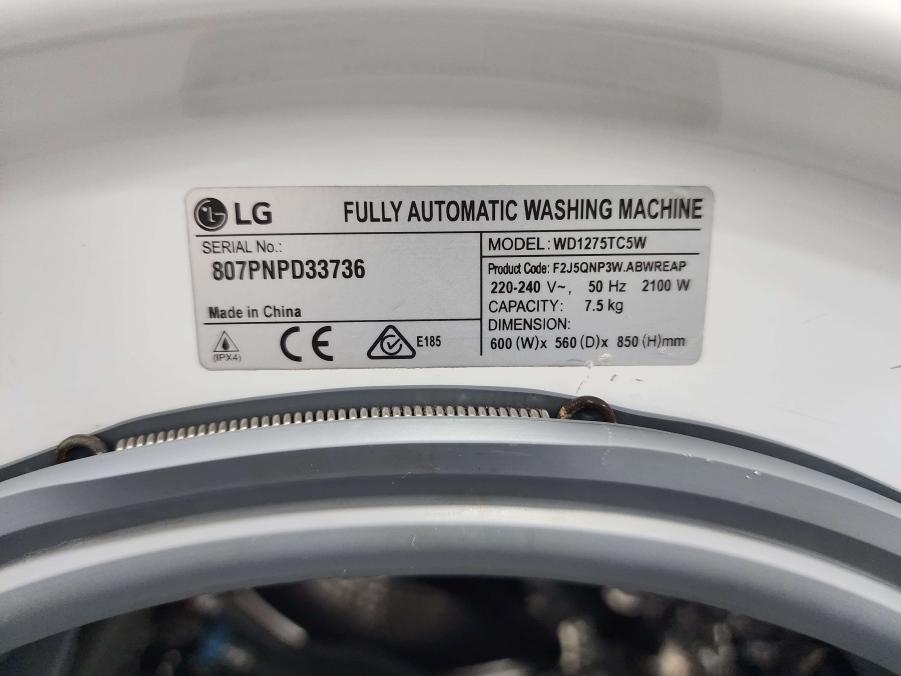 LG FULLY AUTOMATIC WASHING MACHINE
SERIAL No.:
807PNPD33736
Made in China
(IPX4)
CE
E185
MODEL: WD1275TC5W
Product Code: F2J5QNP3W.ABWREAP
220-240 V~, 50 Hz 2100 W
CAPACITY: 7.5 kg
DIMENSION:
600 (W)x 560 (D)x 850 (H)mm